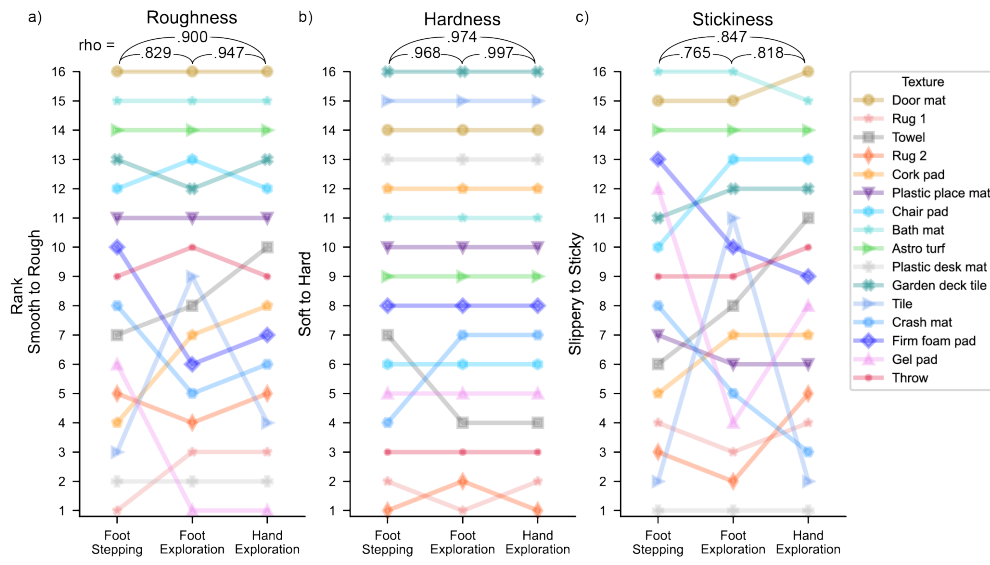 a)
Roughness
rho =
.900
.829
.947
Rank
Smooth to Rough
16
15
14
13
12
11
10
9
8
7
6
5
4
3
2
1
Foot
Stepping
Foot
Exploration
Hand
Exploration
b)
Hardness
.974
.968
.997
Soft to Hard
16
15
14
13
12
11
10
9
8
7
6
5
4
3
2
1
Foot
Stepping
Foot
Exploration
Hand
Exploration
c)
Stickiness
.847
.765
.818
Slippery to Sticky
16
15
14
13
12
11
10
9
8
7
6
5
4
3
2
1
Foot
Stepping
Foot
Exploration
Hand
Exploration
Texture
Door mat
Rug 1
Towel
Rug 2
Cork pad
Plastic place mat
Chair pad
Bath mat
Astro turf
Plastic desk mat
Garden deck tile
Tile
Crash mat
Firm foam pad
Gel pad
Throw